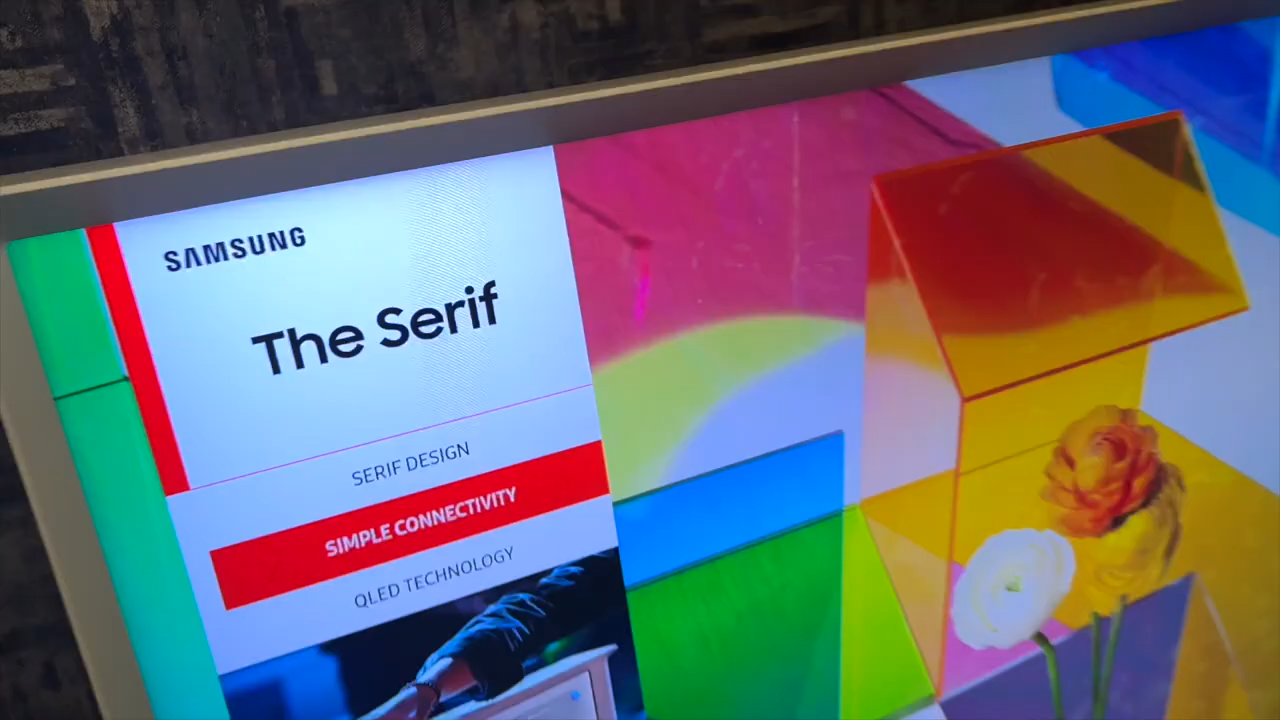 SAMSUNG
The Serif
SERIF DESIGN
SIMPLE CONNECTIVITY
QLED TECHNOLOGY